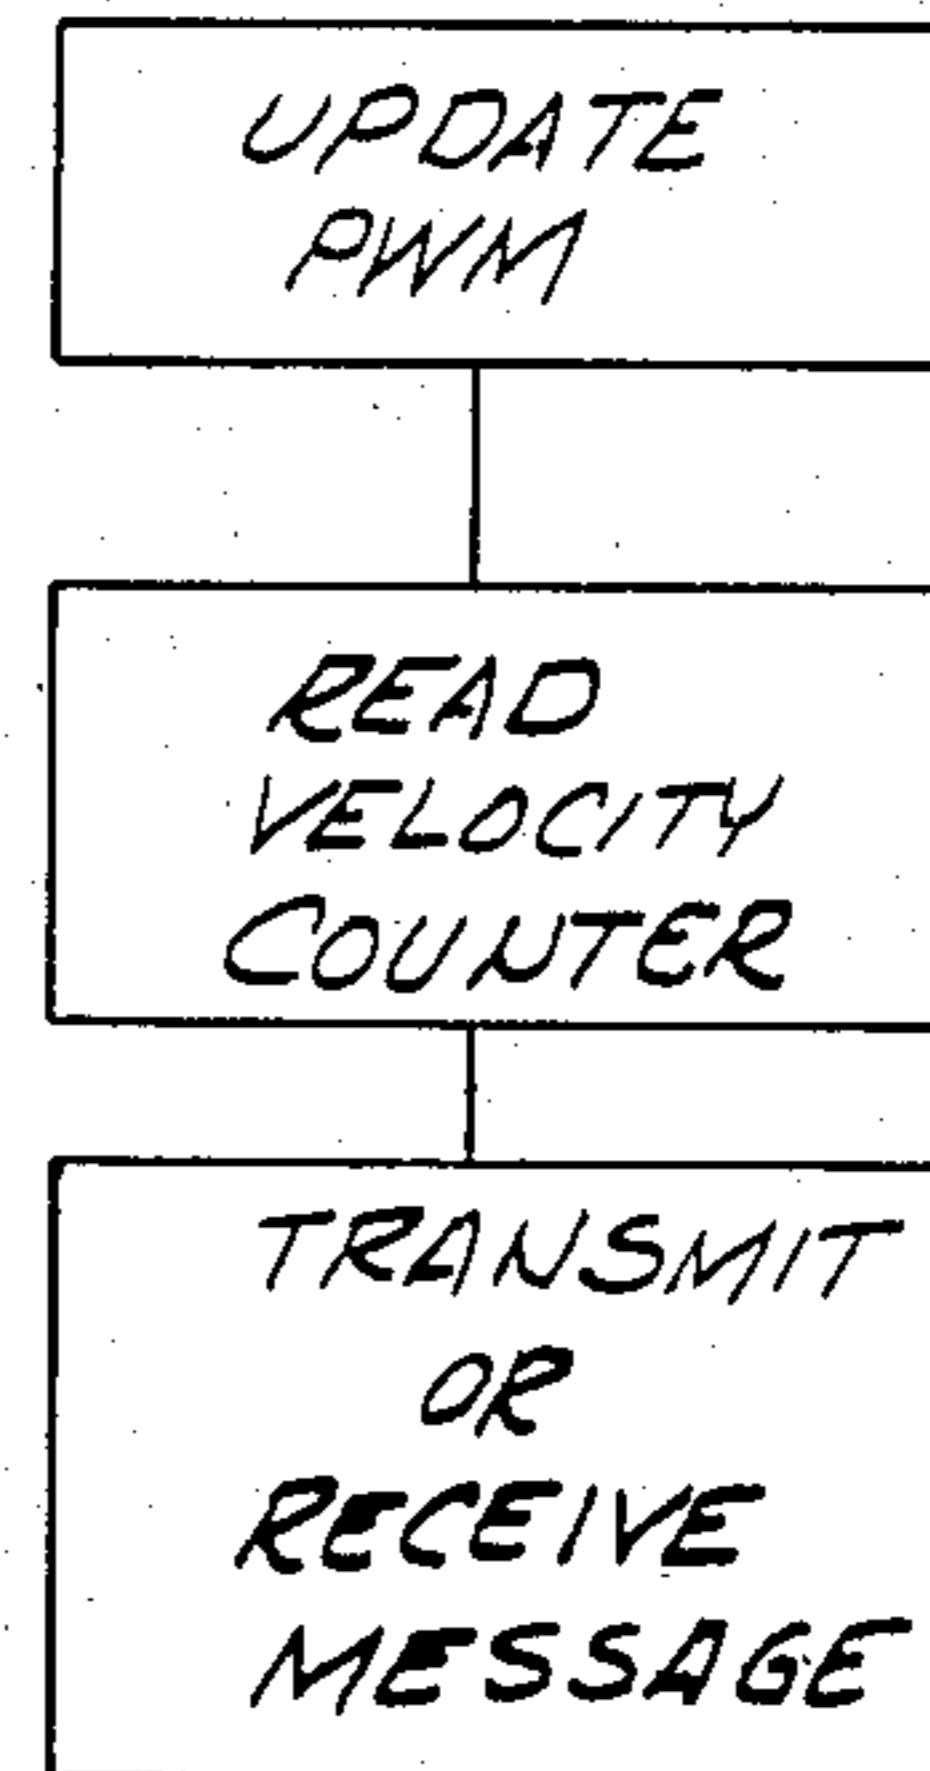 UPDATE
PWM
READ
VELOCITY
COUNTER
TRANSMIT
OR
RECEIVE
MESSAGE